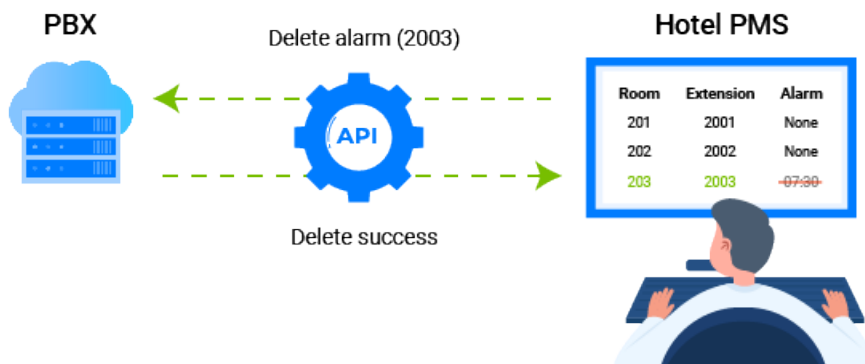 PBX
Delete alarm (2003)
Hotel PMS
API
Delete success
Room Extension Alarm
201 2001 None
202 2002 None
203 2003 07:30